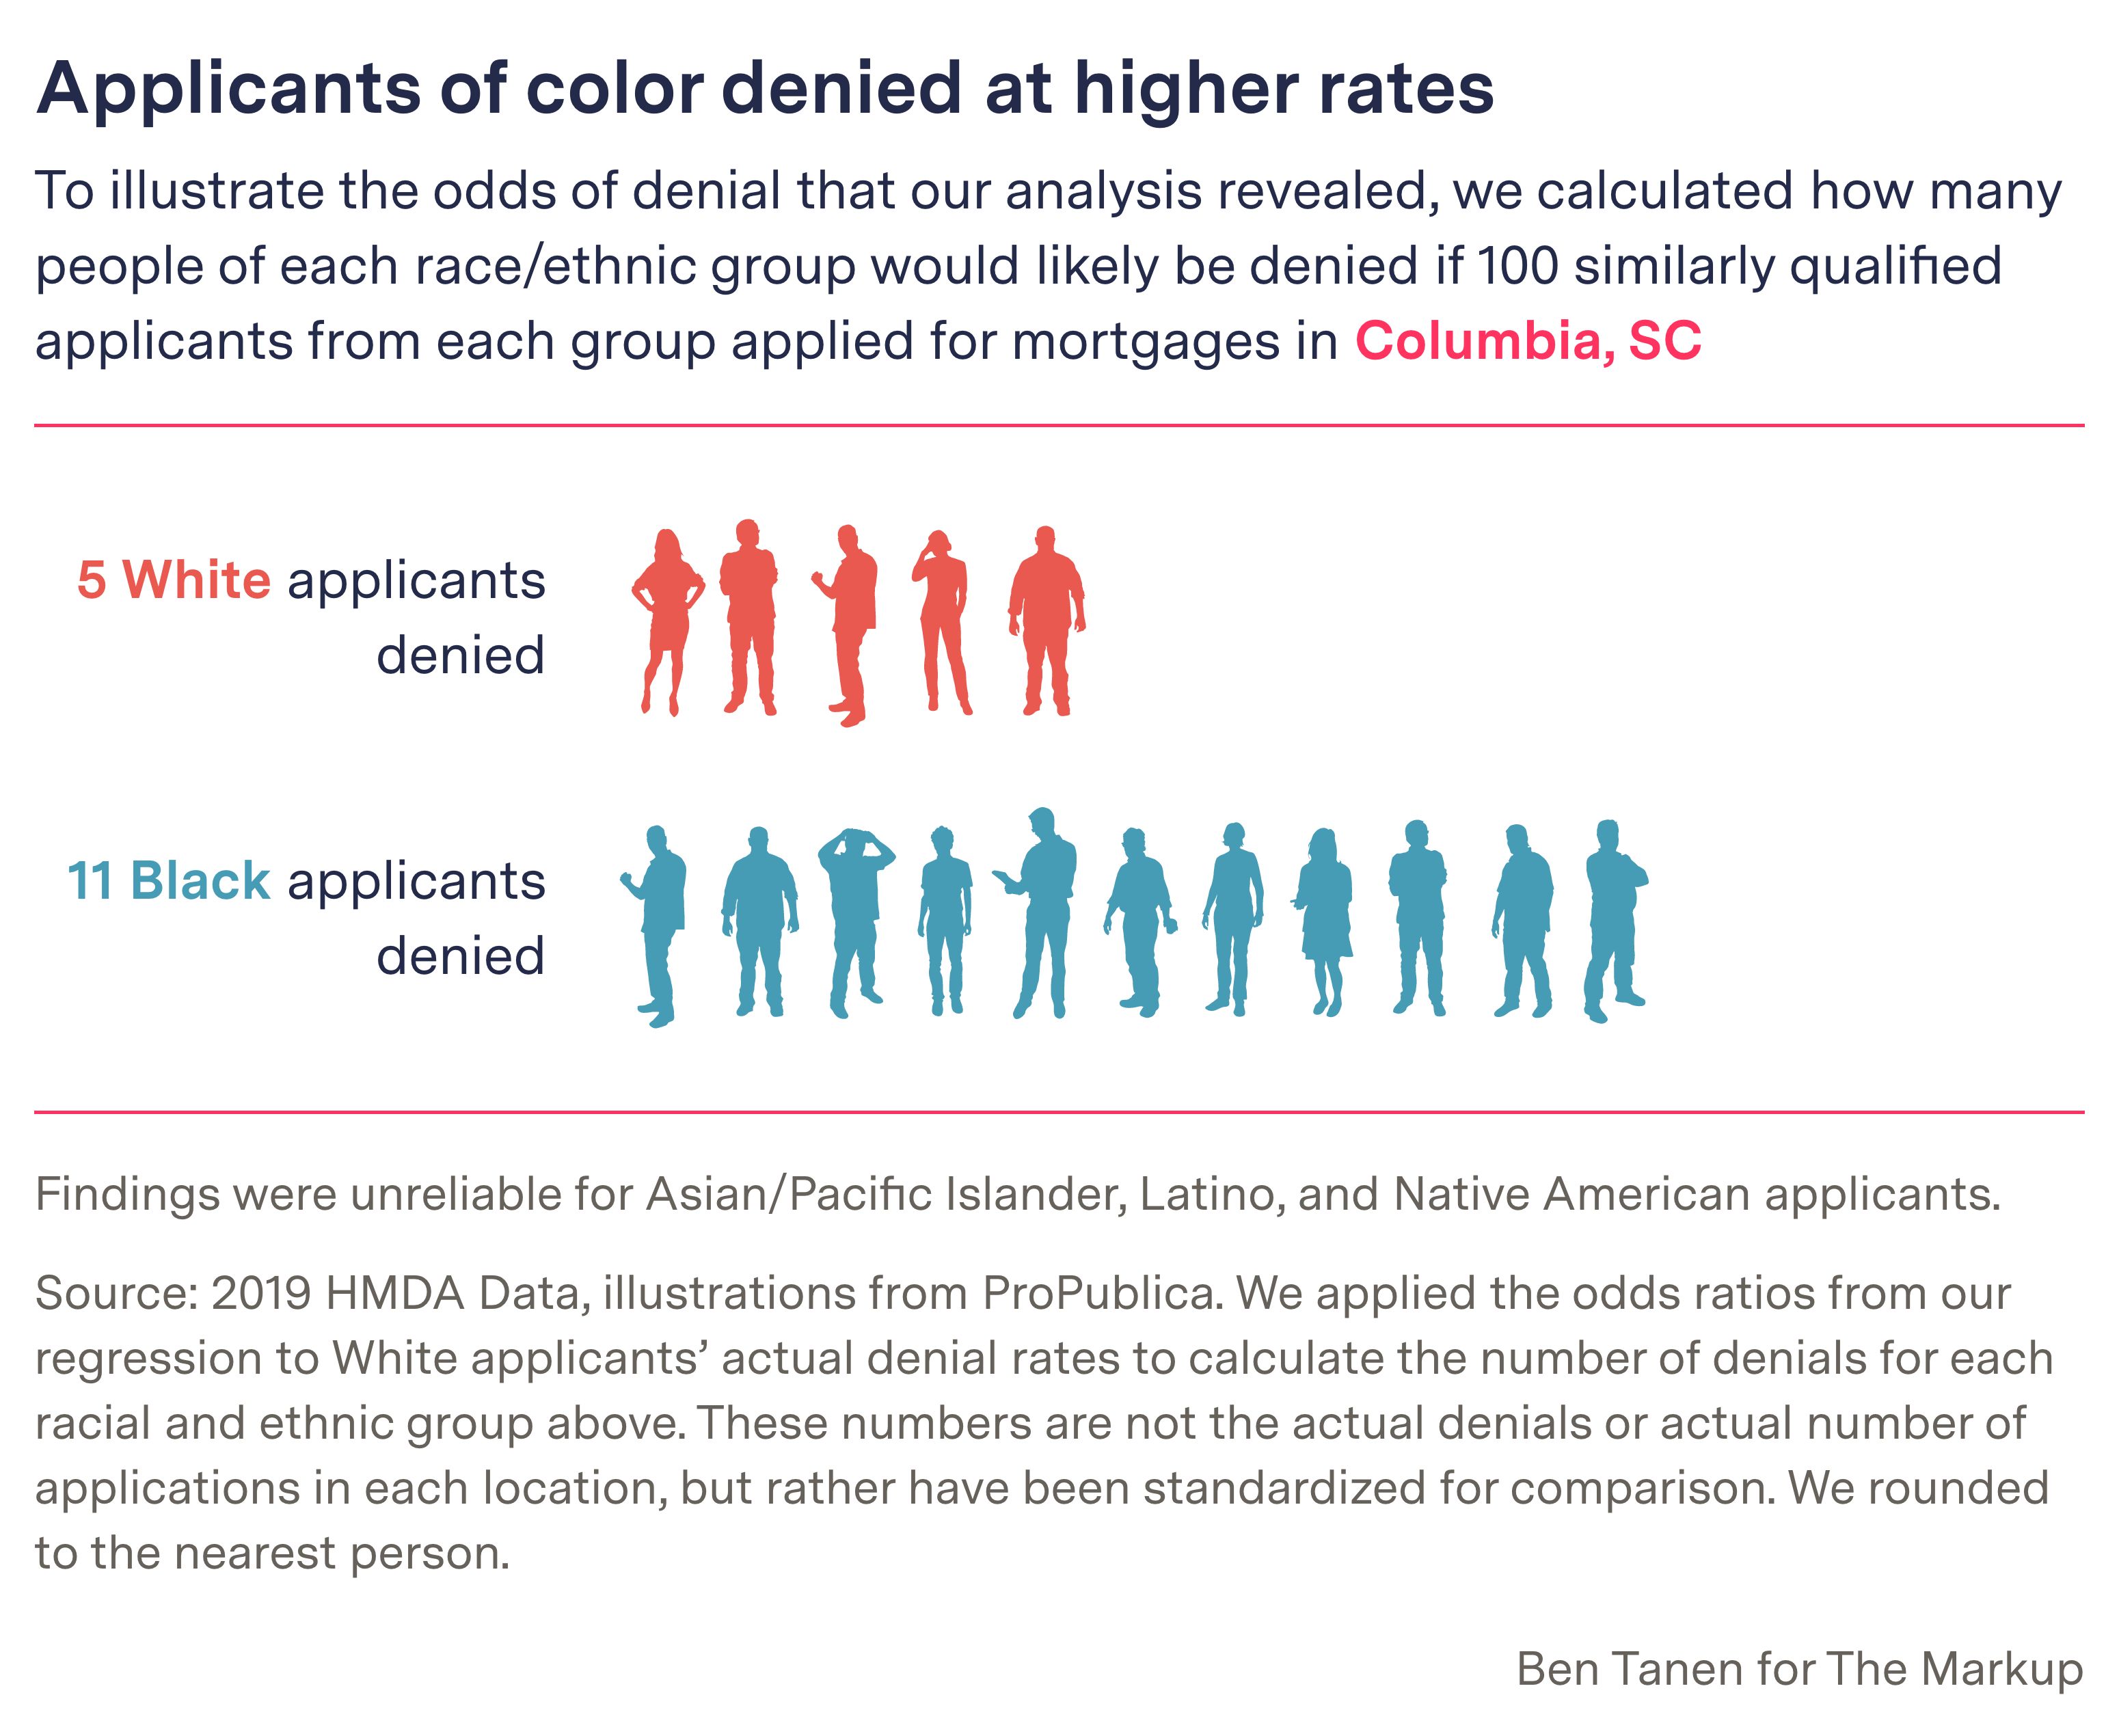 Applicants of color denied at higher rates
To illustrate the odds of denial that our analysis revealed, we calculated how many
people of each race/ethnic group would likely be denied if 100 similarly qualified
applicants from each group applied for mortgages in Columbia, SC
5 White applicants
denied
11 Black applicants
denied
Findings were unreliable for Asian/Pacific Islander, Latino, and Native American applicants.
Source: 2019 HMDA Data, illustrations from ProPublica. We applied the odds ratios from our
regression to White applicants’ actual denial rates to calculate the number of denials for each
racial and ethnic group above. These numbers are not the actual denials or actual number of
applications in each location, but rather have been standardized for comparison. We rounded
to the nearest person.
Ben Tanen for The Markup